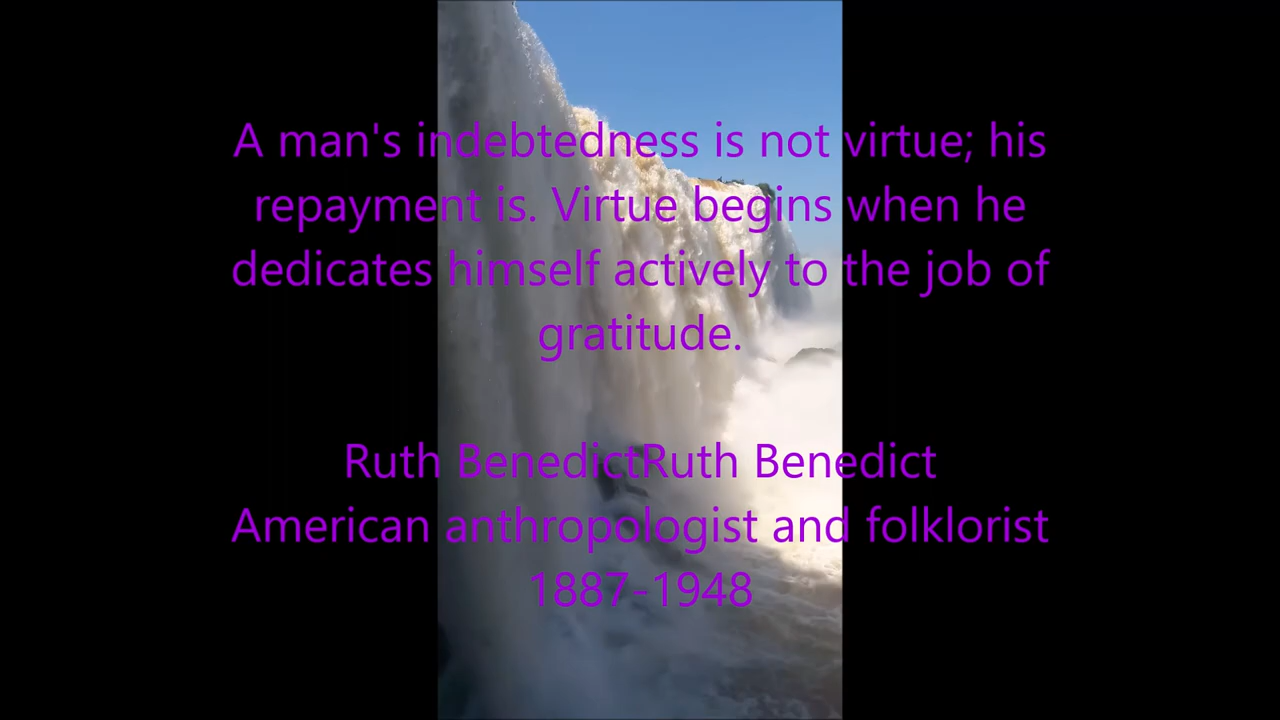 A man's indebtedness is not virtue; his
repayment is. Virtue begins when he
dedicates himself actively to the job of
gratitude.
Ruth BenedictRuth Benedict
American anthropologist and folklorist
1887-1948